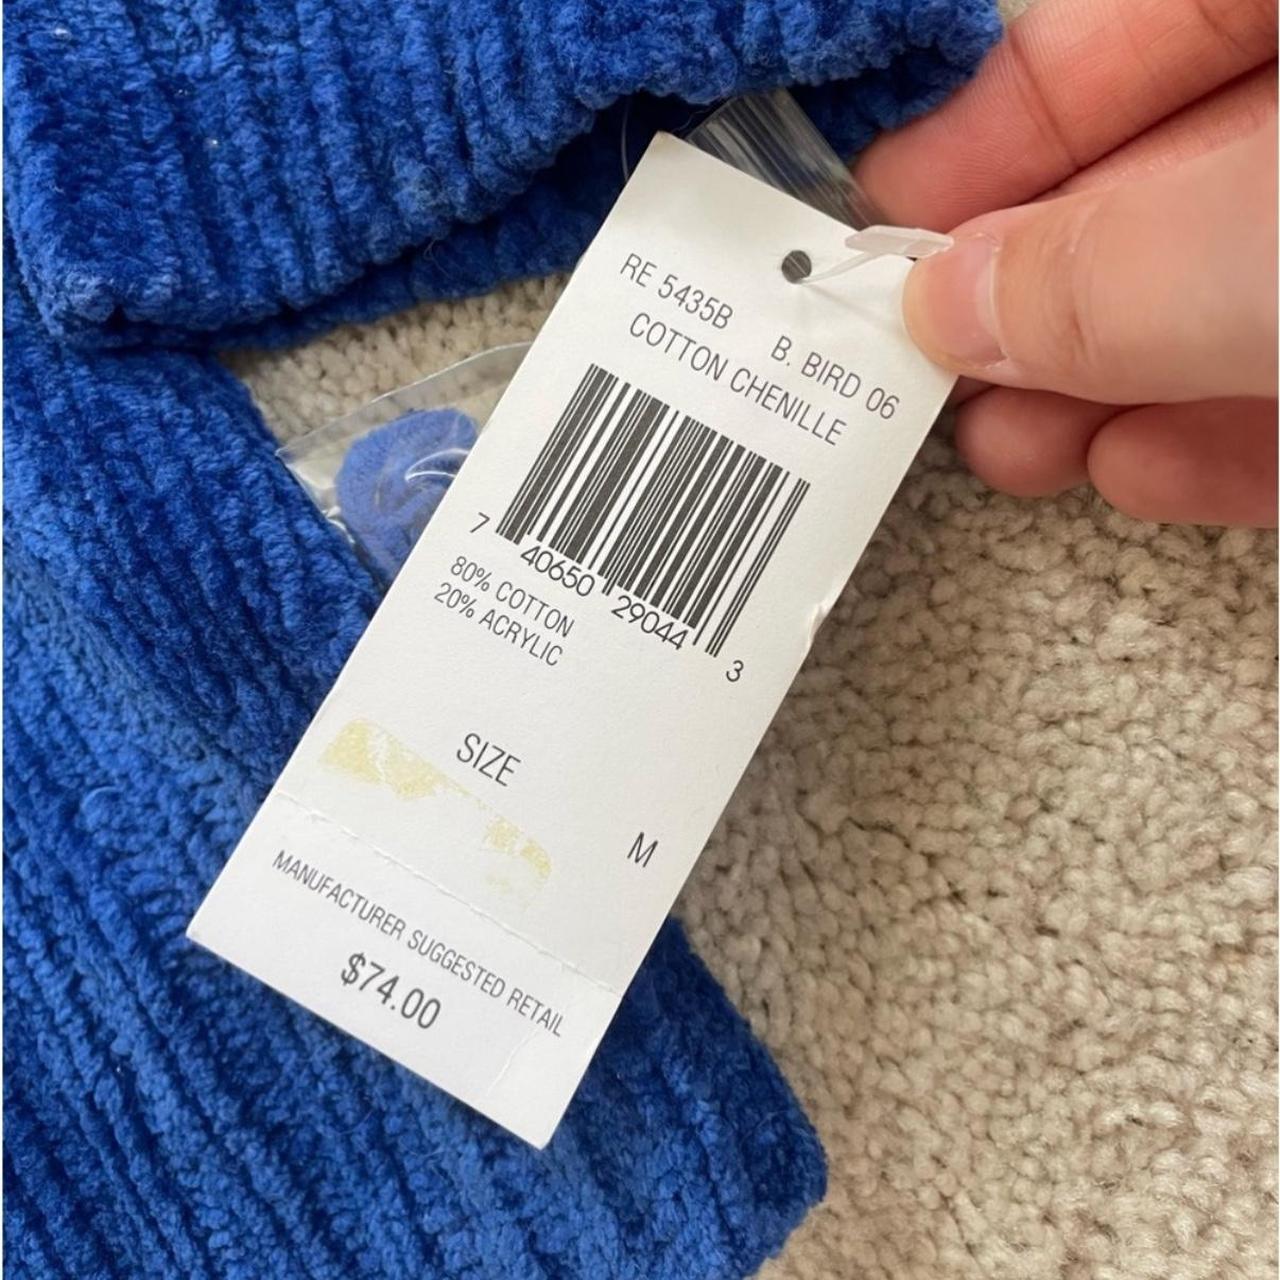 RE 5435B B. BIRD 06
COTTON CHENILLE
7 40650 29044 3
80% COTTON
20% ACRYLIC
SIZE
M
MANUFACTURER SUGGESTED RETAIL
$74.00